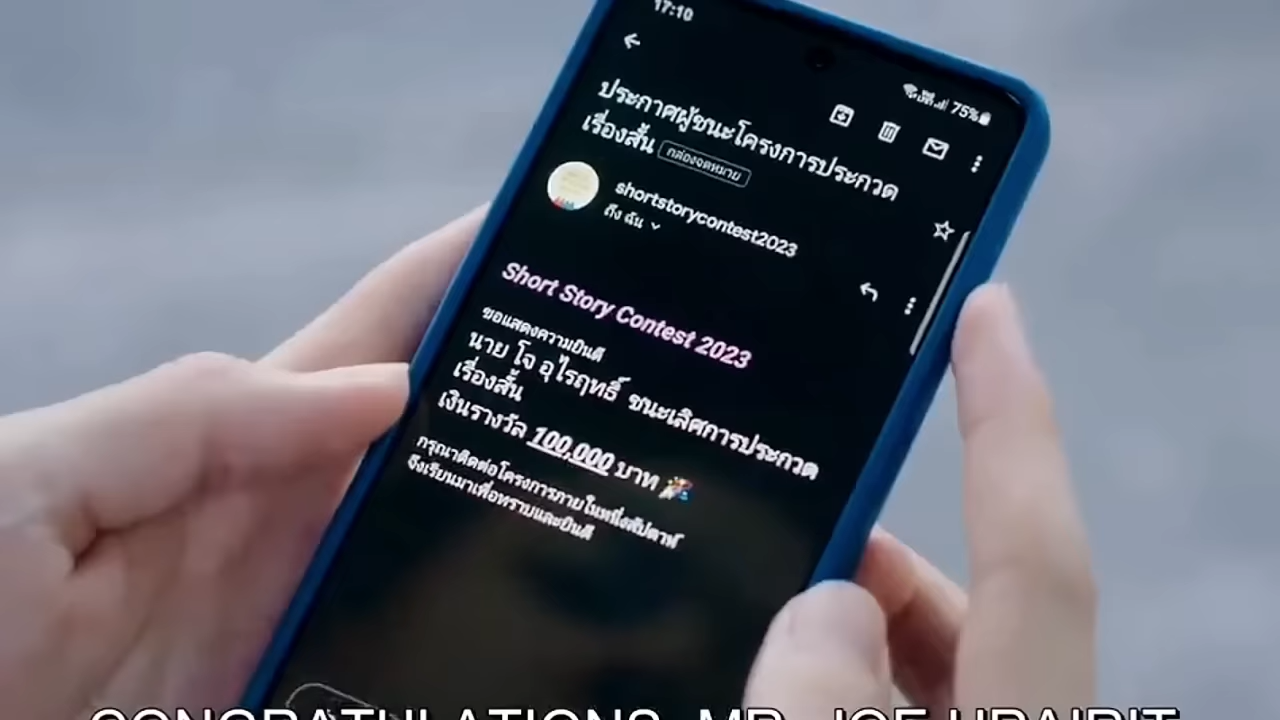 17:10
75%
ประกาศผู้ชนะโครงการประกวด
เรื่องสั้น กล่องจดหมาย
shortstorycontest2023
ถึง ฉัน
Short Story Contest 2023
ขอแสดงความยินดี
นาย โจ อุไรฤทธิ์ ชนะเลิศการประกวด
เรื่องสั้น
เงินรางวัล 100,000 บาท 🎉
กรุณาติดต่อโครงการภายในหนึ่งสัปดาห์
จึงเรียนมาเพื่อทราบและยินดี
CONGRATULATIONS, MR. JOE URAIRIT